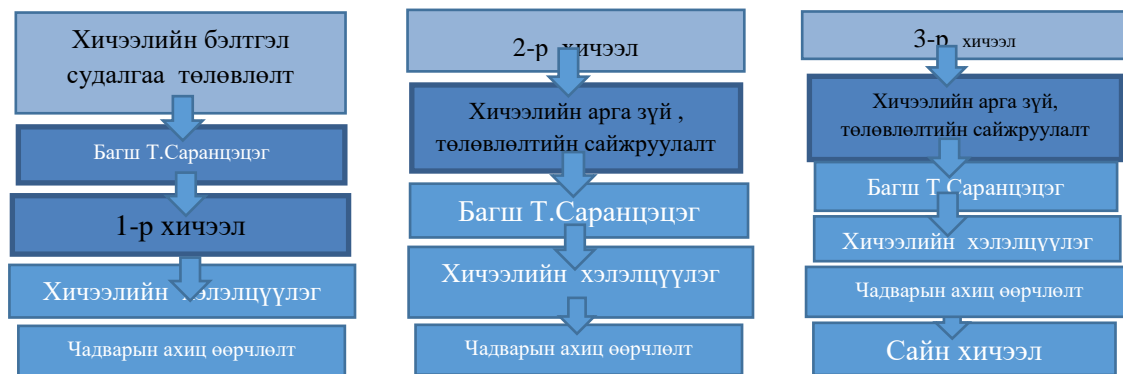 Хичээлийн бэлтгэл
судалгаа төлөвлөлт
Багш Т.Саранцэцэг
1-р хичээл
Хичээлийн хэлэлцүүлэг
Чадварын ахиц өөрчлөлт
2-р хичээл
Хичээлийн арга зүй ,
төлөвлөлтийн сайжруулалт
Багш Т.Саранцэцэг
Хичээлийн хэлэлцүүлэг
Чадварын ахиц өөрчлөлт
3-р хичээл
Хичээлийн арга зүй,
төлөвлөлтийн сайжруулалт
Багш Т.Саранцэцэг
Хичээлийн хэлэлцүүлэг
Чадварын ахиц өөрчлөлт
Сайн хичээл